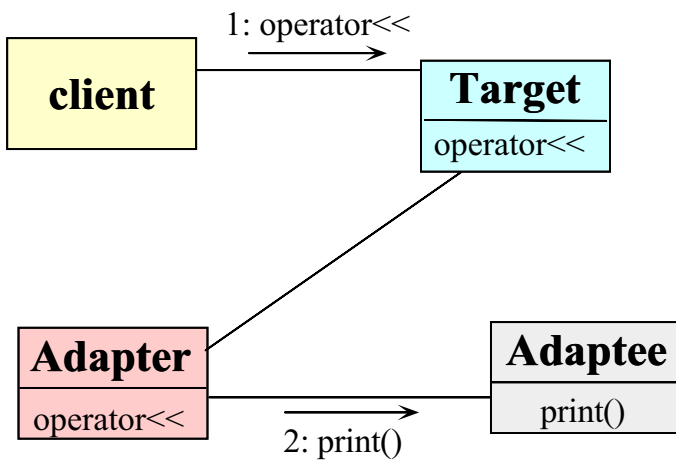 1: operator<<
client
Target
operator<<
Adapter
operator<<
Adaptee
print()
2: print()